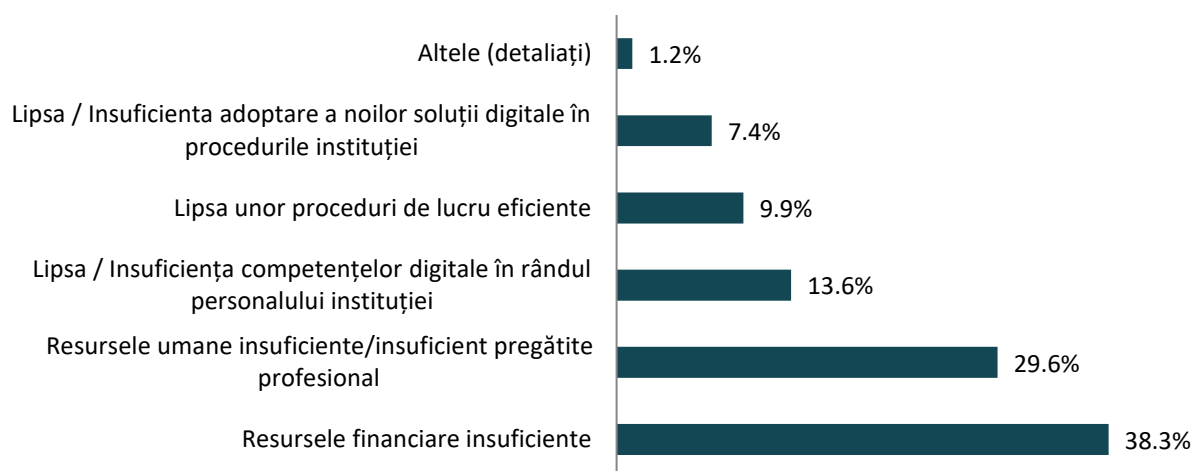 Altele (detaliați)
1.2%
Lipsa / Insuficienta adoptare a noilor soluții digitale în
procedurile instituției
7.4%
Lipsa unor proceduri de lucru eficiente
9.9%
Lipsa / Insuficiența competențelor digitale în rândul
personalului instituției
13.6%
Resursele umane insuficiente/insuficient pregătite
profesional
29.6%
Resursele financiare insuficiente
38.3%